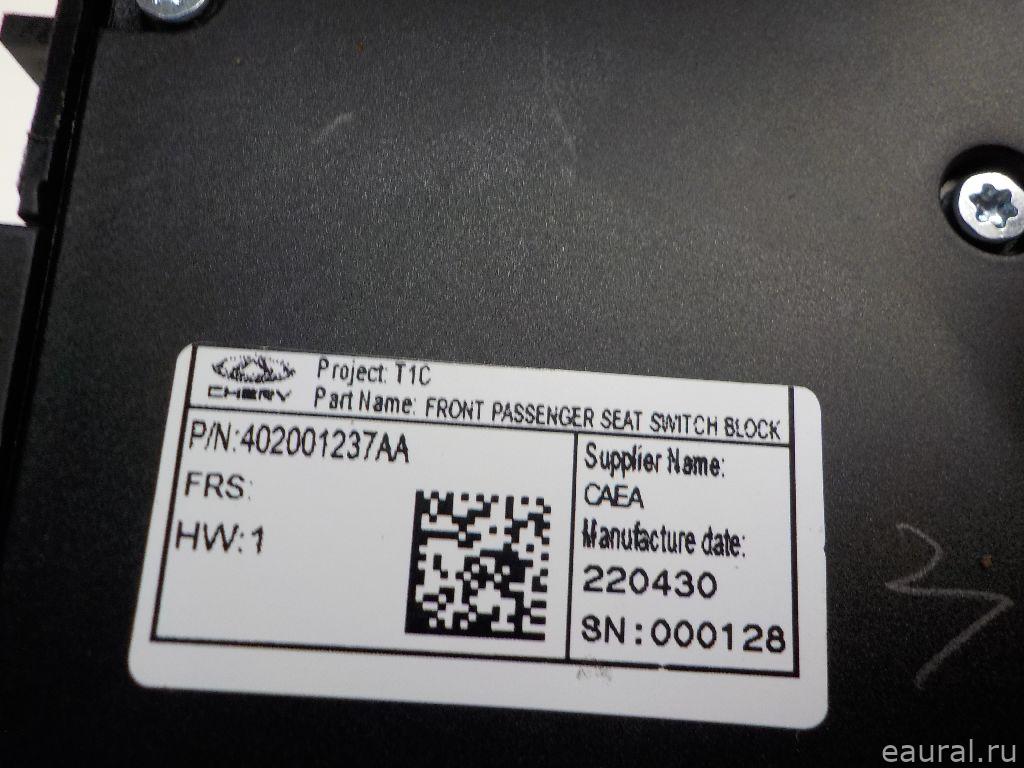 CHERY
Project: T1C
Part Name: FRONT PASSENGER SEAT SWITCH BLOCK
P/N:402001237AA
FRS:
HW:1
Supplier Name:
CAEA
Manufacture date:
220430
SN:000128
eaural.ru